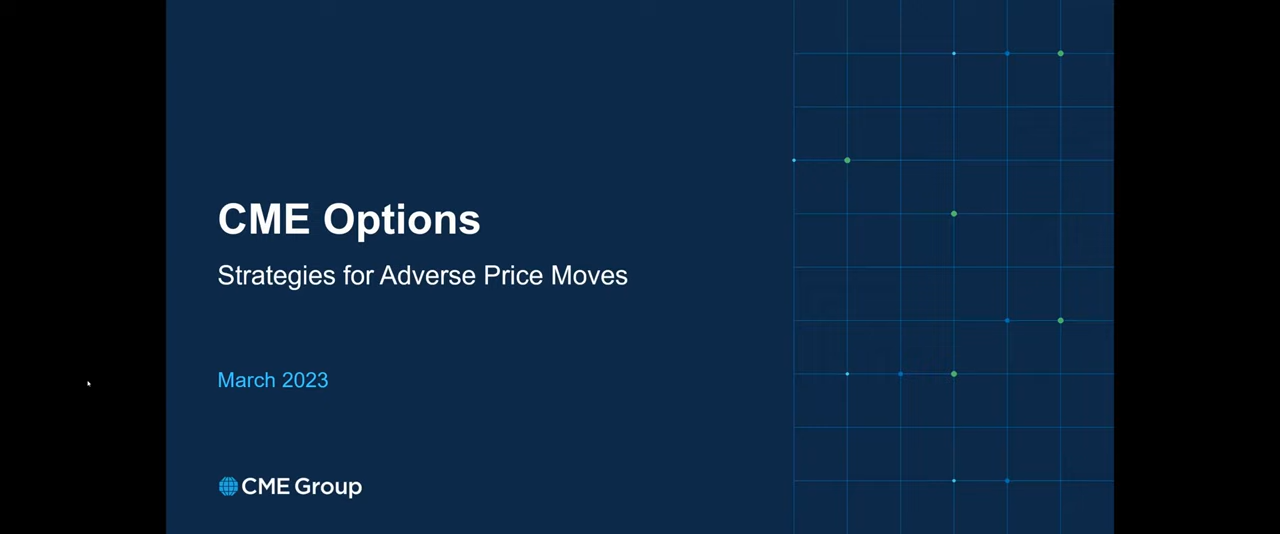 CME Options
Strategies for Adverse Price Moves
March 2023
CME Group